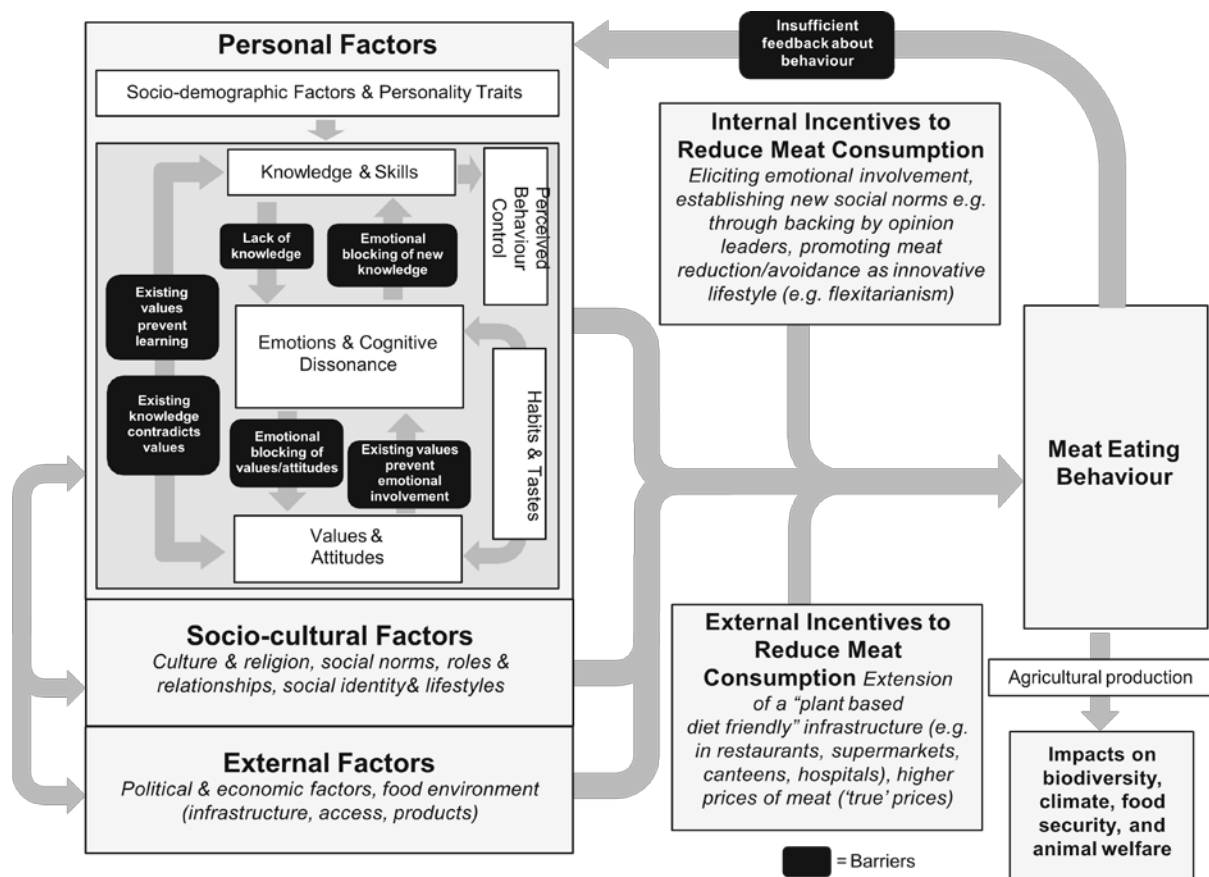 Personal Factors
Socio-demographic Factors & Personality Traits
Knowledge & Skills
Perceived
Behaviour
Control
Lack of
knowledge
Emotional
blocking of new
knowledge
Existing
values
prevent
learning
Emotions & Cognitive
Dissonance
Existing
knowledge
contradicts
values
Emotional
blocking of
values/attitudes
Existing values
prevent
emotional
involvement
Habits & Tastes
Values &
Attitudes
Socio-cultural Factors
Culture & religion, social norms, roles &
relationships, social identity& lifestyles
External Factors
Political & economic factors, food environment
(infrastructure, access, products)
Insufficient
feedback about
behaviour
Internal Incentives to
Reduce Meat Consumption
Eliciting emotional involvement,
establishing new social norms e.g.
through backing by opinion
leaders, promoting meat
reduction/avoidance as innovative
lifestyle (e.g. flexitarianism)
External Incentives to
Reduce Meat
Consumption Extension
of a “plant based
diet friendly” infrastructure (e.g.
in restaurants, supermarkets,
canteens, hospitals), higher
prices of meat (‘true’ prices)
= Barriers
Meat Eating
Behaviour
Agricultural production
Impacts on
biodiversity,
climate, food
security, and
animal welfare